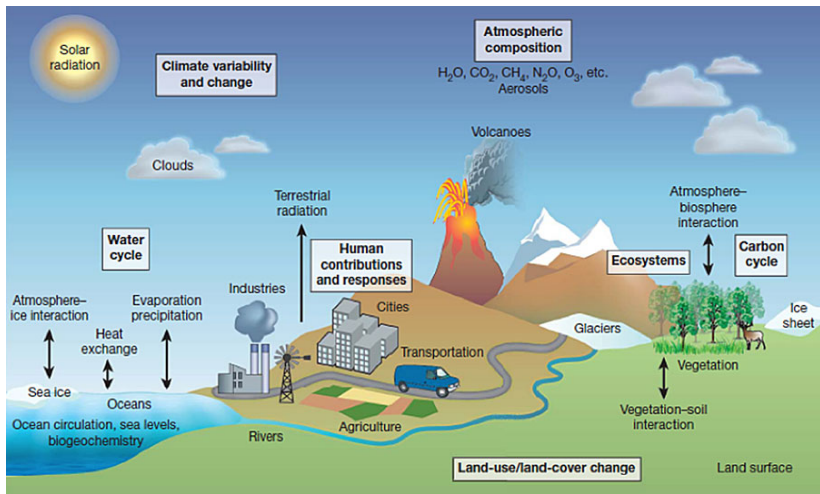 Solar
radiation
Climate variability
and change
Atmospheric
composition
H₂O, CO₂, CH₄, N₂O, O₃, etc.
Aerosols
Volcanoes
Clouds
Terrestrial
radiation
Atmosphere–
biosphere
interaction
Water
cycle
Human
contributions
and responses
Ecosystems
Carbon
cycle
Atmosphere–
ice interaction
Evaporation
precipitation
Heat
exchange
Industries
Cities
Transportation
Glaciers
Ice
sheet
Vegetation
Sea ice
Oceans
Ocean circulation, sea levels,
biogeochemistry
Rivers
Agriculture
Vegetation–soil
interaction
Land-use/land-cover change
Land surface